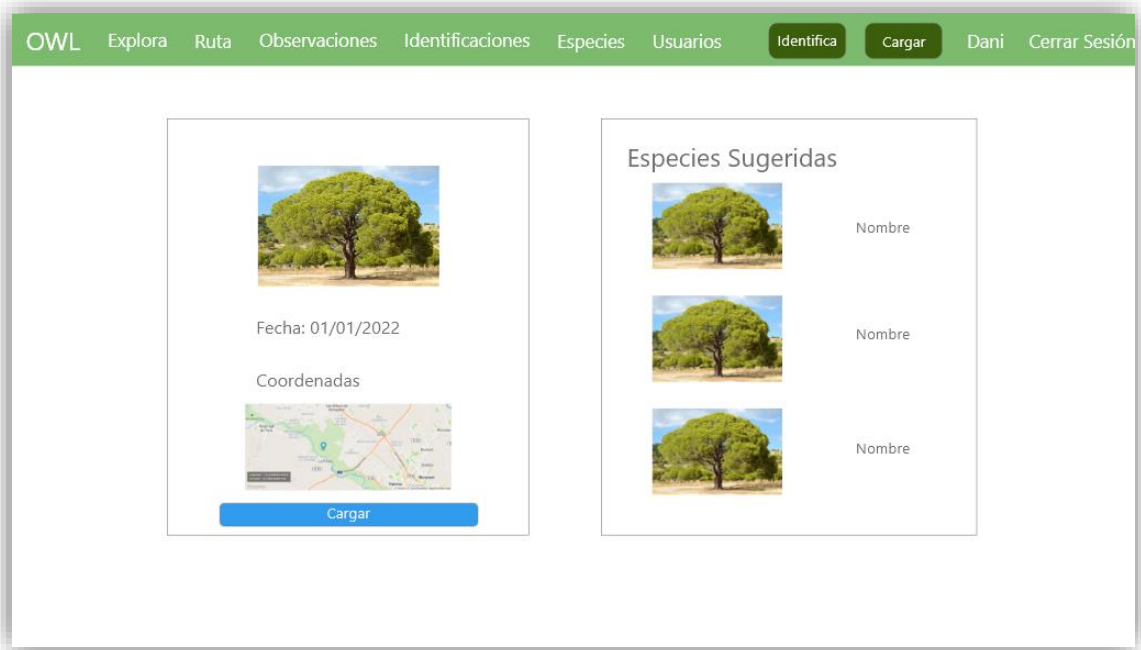 OWL Explora Ruta Observaciones Identificaciones Especies Usuarios Identifica Cargar Dani Cerrar Sesión
Fecha: 01/01/2022
Coordenadas
Cargar
Especies Sugeridas
Nombre
Nombre
Nombre